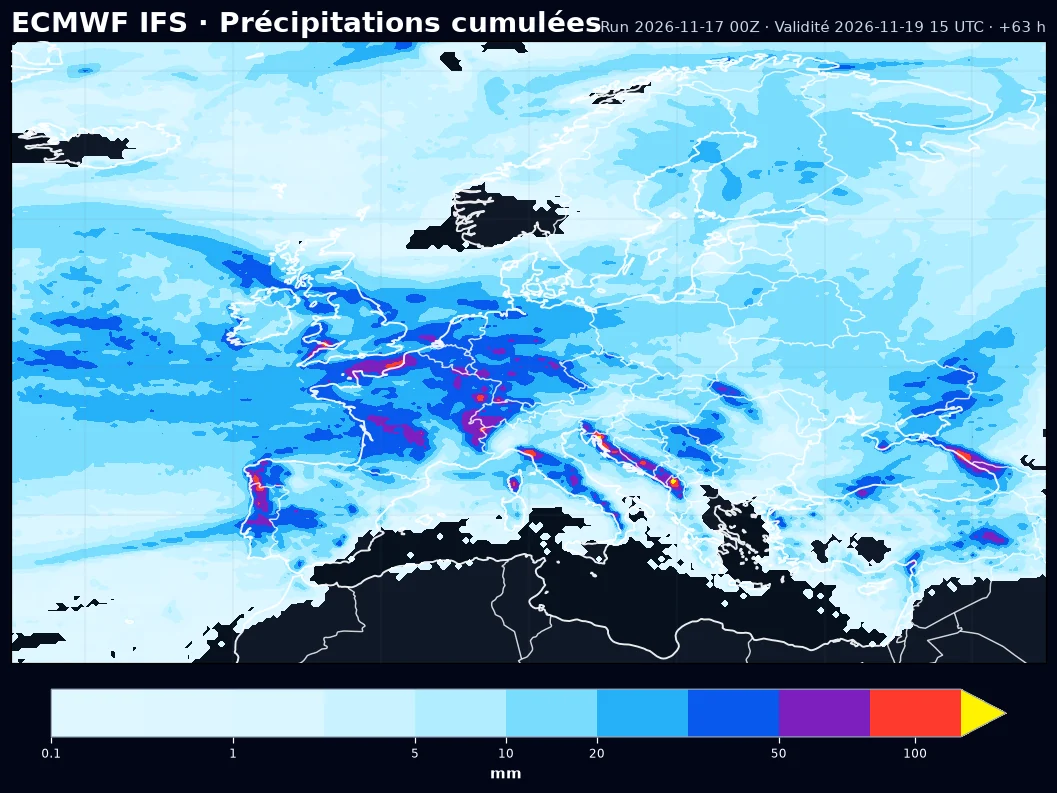 ECMWF IFS · Précipitations cumulées
Run 2026-11-17 00Z · Validité 2026-11-19 15 UTC · +63 h
0.1 1 5 10 20 50 100
mm